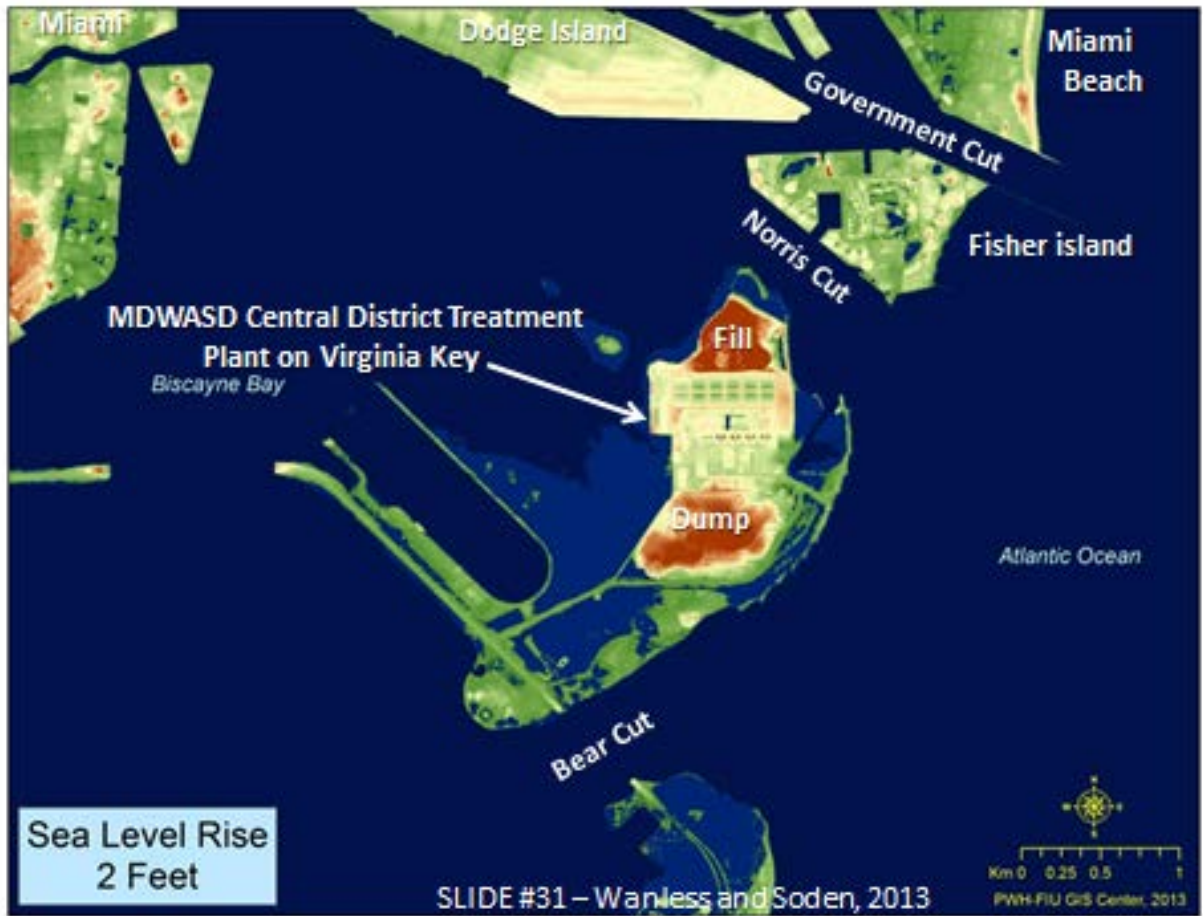 Miami
Dodge Island
Miami
Beach
Government Cut
Norris Cut
Fisher island
MDWASD Central District Treatment
Plant on Virginia Key
Fill
Biscayne Bay
Dump
Atlantic Ocean
Bear Cut
Sea Level Rise
2 Feet
N
W E
S
Km 0 0.25 0.5 1
SLIDE #31 – Wanless and Soden, 2013
PWH-FIU GIS Center, 2013